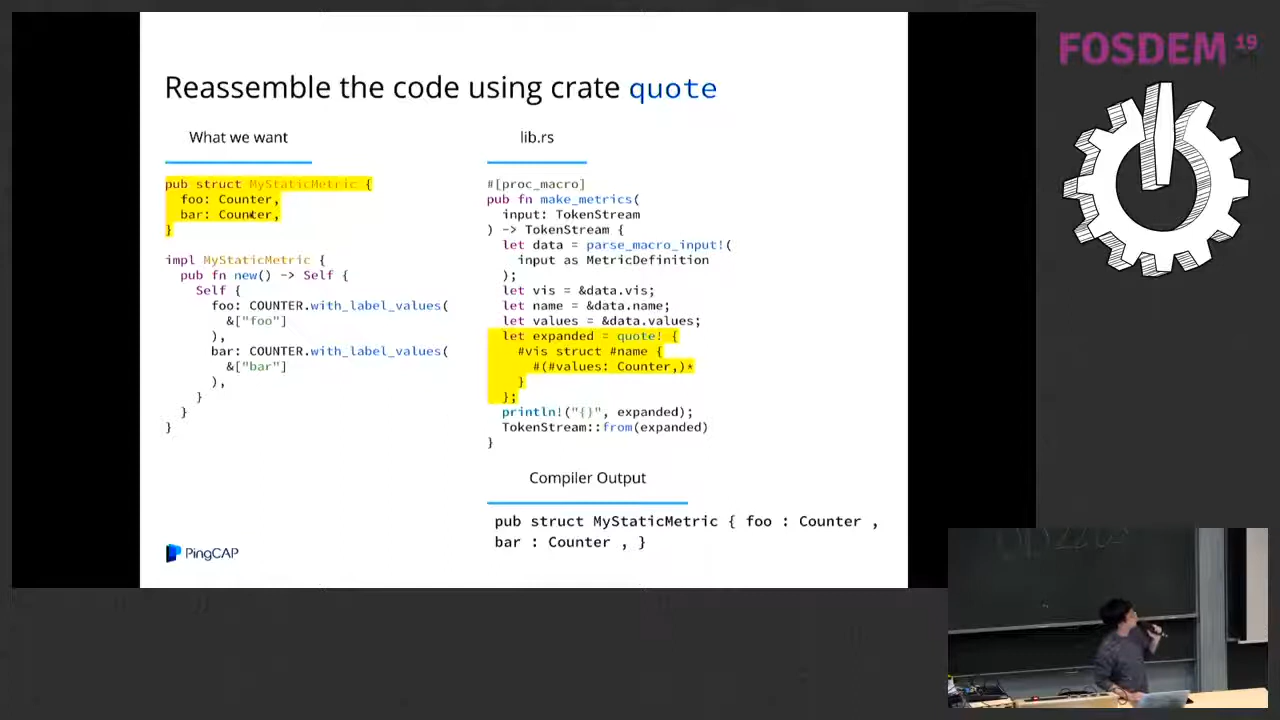 FOSDEM 19
Reassemble the code using crate quote
What we want
pub struct MyStaticMetric {
foo: Counter,
bar: Counter,
}
impl MyStaticMetric {
pub fn new() -> Self {
Self {
foo: COUNTER.with_label_values(
&["foo"]
),
bar: COUNTER.with_label_values(
&["bar"]
),
}
}
}
lib.rs
#[proc_macro]
pub fn make_metrics(
input: TokenStream
) -> TokenStream {
let data = parse_macro_input!(
input as MetricDefinition
);
let vis = &data.vis;
let name = &data.name;
let values = &data.values;
let expanded = quote! {
#vis struct #name {
#(#values: Counter,)*
}
};
println!("{}", expanded);
TokenStream::from(expanded)
}
Compiler Output
pub struct MyStaticMetric { foo : Counter ,
bar : Counter , }
PingCAP